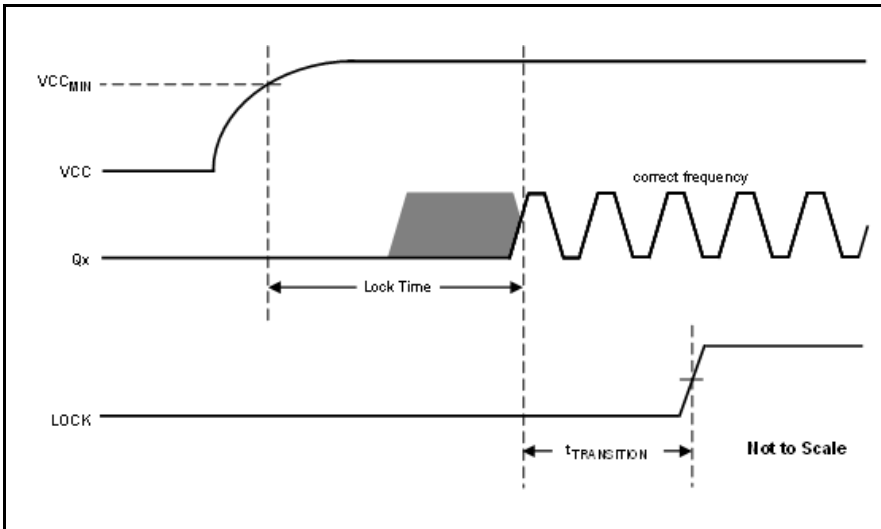 VCCMIN
VCC
correct frequency
Qx
Lock Time
LOCK
tTRANSITION
Not to Scale